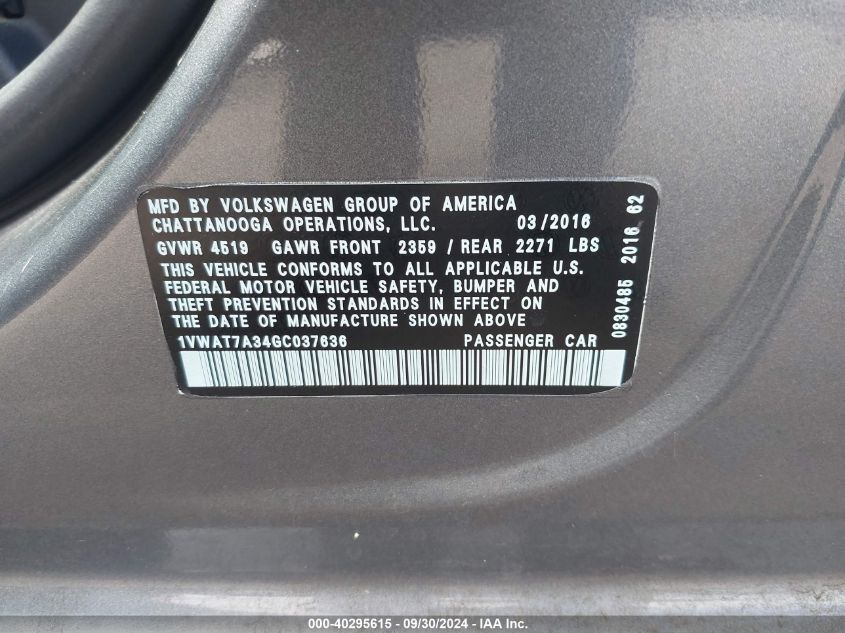 MFD BY VOLKSWAGEN GROUP OF AMERICA
CHATTANOOGA OPERATIONS, LLC. 03/2016
GVWR 4519 GAWR FRONT 2359 / REAR 2271 LBS
THIS VEHICLE CONFORMS TO ALL APPLICABLE U.S.
FEDERAL MOTOR VEHICLE SAFETY, BUMPER AND
THEFT PREVENTION STANDARDS IN EFFECT ON
THE DATE OF MANUFACTURE SHOWN ABOVE
1VWAT7A34GC037636 PASSENGER CAR
0830485 2016 62
000-40295615 - 09/30/2024 - IAA Inc.